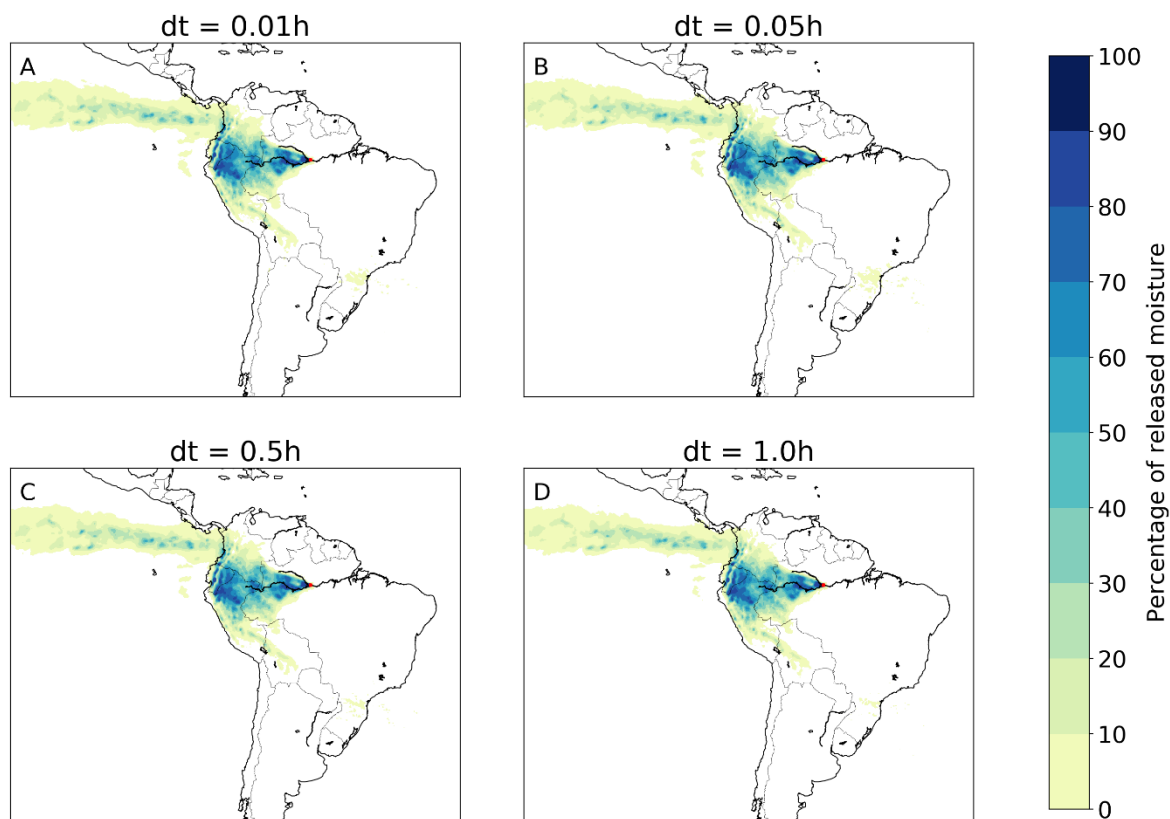 dt = 0.01h
dt = 0.05h
A
B
dt = 0.5h
dt = 1.0h
C
D
100
90
80
70
60
50
40
30
20
10
0
Percentage of released moisture